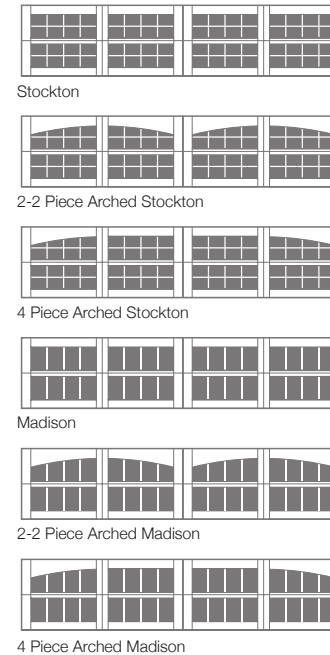 Stockton
2-2 Piece Arched Stockton
4 Piece Arched Stockton
Madison
2-2 Piece Arched Madison
4 Piece Arched Madison